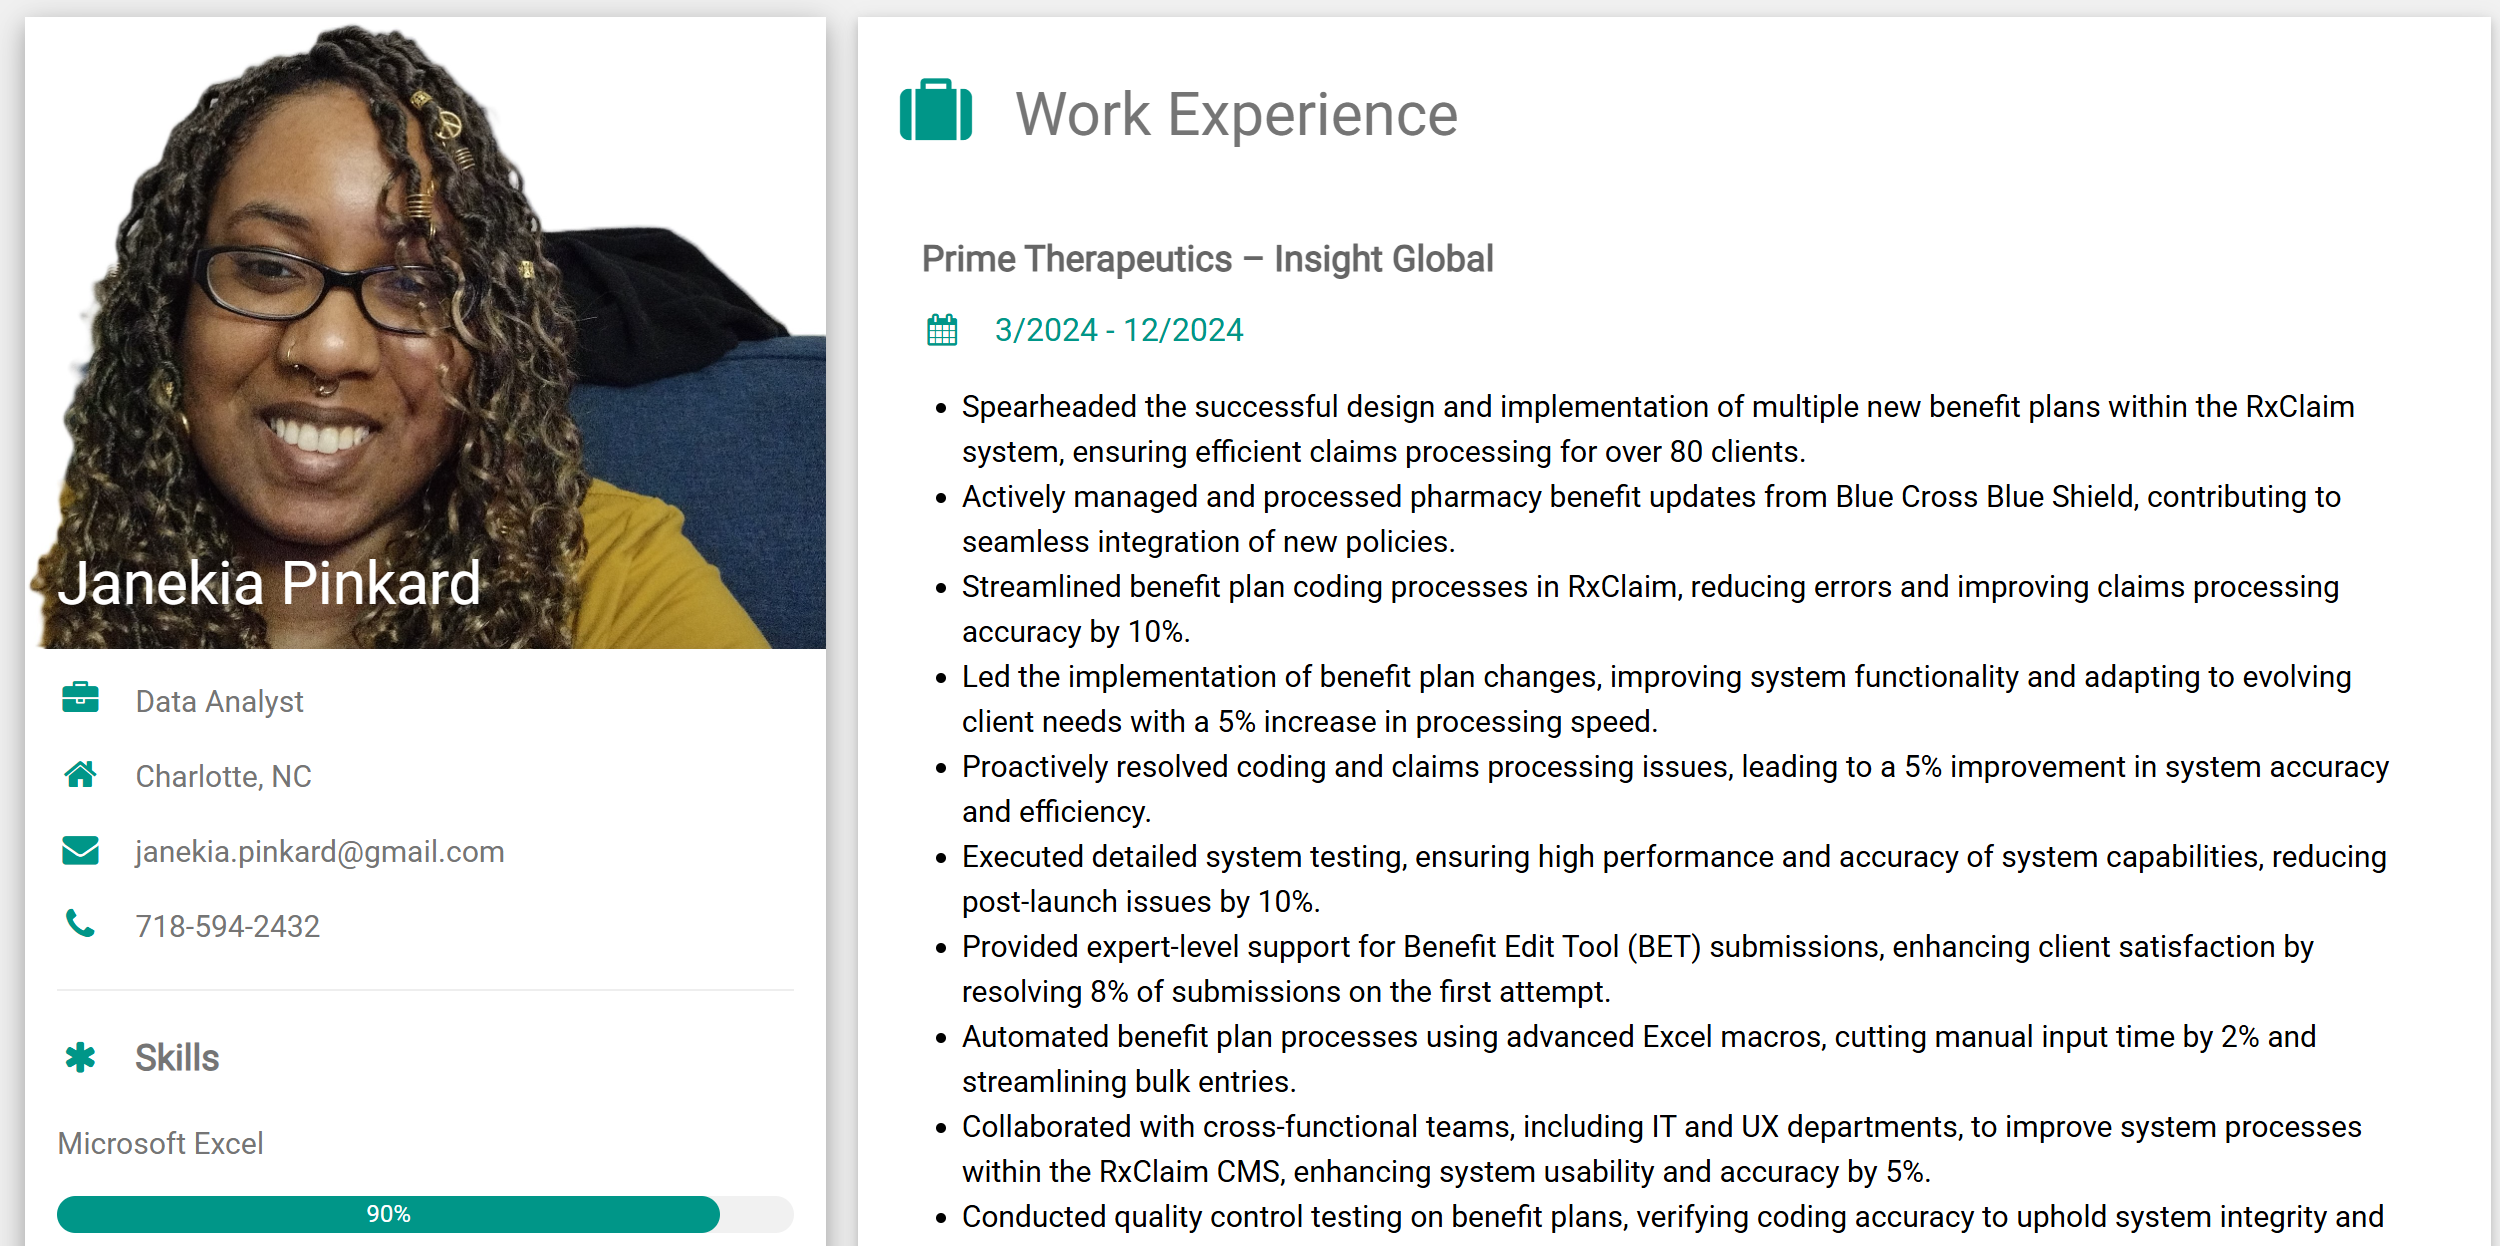 Janekia Pinkard
Data Analyst
Charlotte, NC
janekia.pinkard@gmail.com
718-594-2432
Skills
Microsoft Excel
90%
Work Experience
Prime Therapeutics – Insight Global
3/2024 - 12/2024
• Spearheaded the successful design and implementation of multiple new benefit plans within the RxClaim
system, ensuring efficient claims processing for over 80 clients.
• Actively managed and processed pharmacy benefit updates from Blue Cross Blue Shield, contributing to
seamless integration of new policies.
• Streamlined benefit plan coding processes in RxClaim, reducing errors and improving claims processing
accuracy by 10%.
• Led the implementation of benefit plan changes, improving system functionality and adapting to evolving
client needs with a 5% increase in processing speed.
• Proactively resolved coding and claims processing issues, leading to a 5% improvement in system accuracy
and efficiency.
• Executed detailed system testing, ensuring high performance and accuracy of system capabilities, reducing
post-launch issues by 10%.
• Provided expert-level support for Benefit Edit Tool (BET) submissions, enhancing client satisfaction by
resolving 8% of submissions on the first attempt.
• Automated benefit plan processes using advanced Excel macros, cutting manual input time by 2% and
streamlining bulk entries.
• Collaborated with cross-functional teams, including IT and UX departments, to improve system processes
within the RxClaim CMS, enhancing system usability and accuracy by 5%.
• Conducted quality control testing on benefit plans, verifying coding accuracy to uphold system integrity and